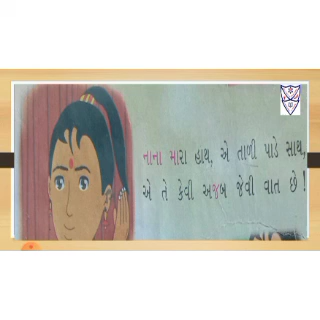 નાના મારા હાથ, એ તાળી પાડે સાથ,
એ તે કેવી અજબ જેવી વાત છે !